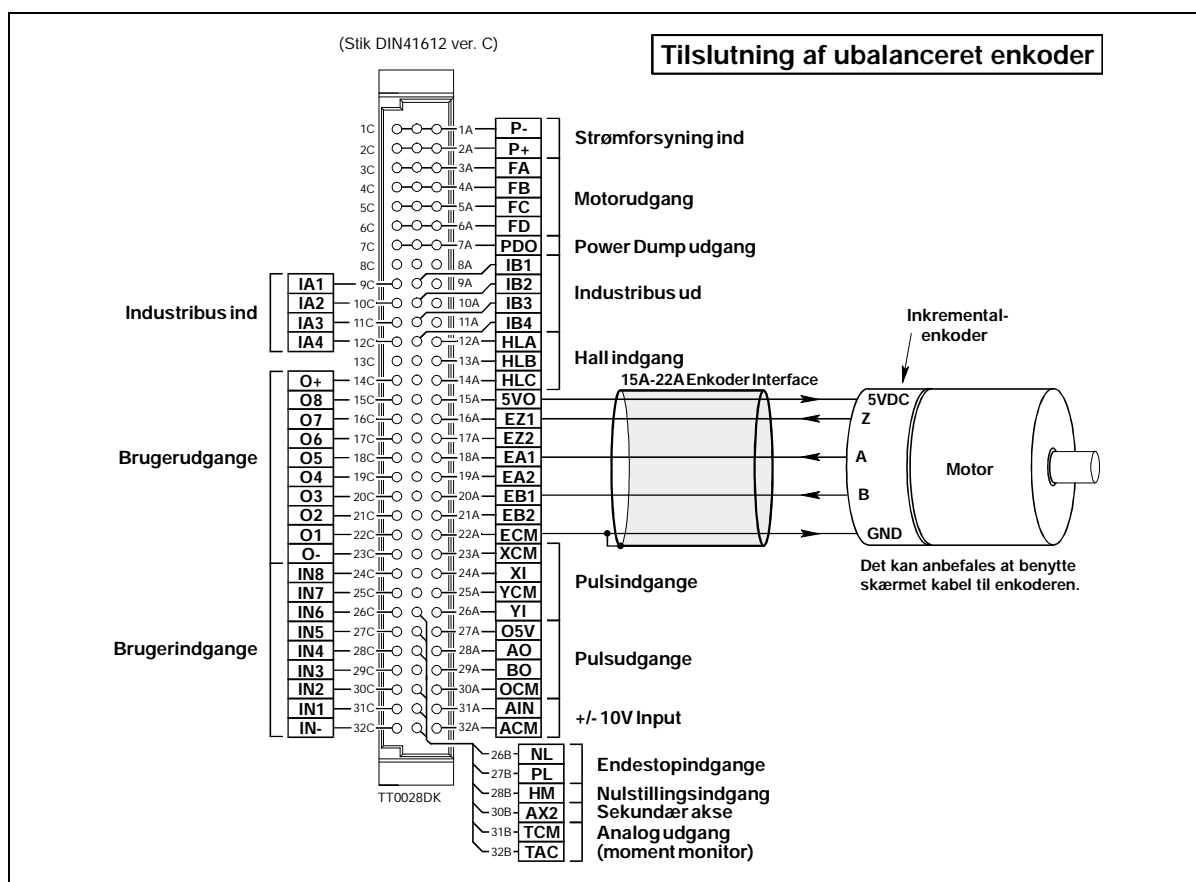 (Stik DIN41612 ver. C)
Tilslutning af ubalanceret enkoder
1C 1A P-
2C 2A P+
Strømforsyning ind
3C 3A FA
4C 4A FB
5C 5A FC
6C 6A FD
Motorudgang
7C 7A PDO
Power Dump udgang
8C 8A IB1
IA1 9C 9A IB2
IA2 10C 10A IB3
IA3 11C 11A IB4
Industribus ind
Industribus ud
IA4 12C 12A HLA
13C 13A HLB
O+ 14C 14A HLC
Hall indgang
15A-22A Enkoder Interface
Inkremental-
enkoder
O8 15C 15A 5VO 5VDC
O7 16C 16A EZ1 Z
O6 17C 17A EZ2
O5 18C 18A EA1 A
Brugerudgange
Motor
O4 19C 19A EA2
O3 20C 20A EB1 B
O2 21C 21A EB2
O1 22C 22A ECM GND
O- 23C 23A XCM
IN8 24C 24A XI
IN7 25C 25A YCM
IN6 26C 26A YI
Pulsindgange
Det kan anbefales at benytte
skærmet kabel til enkoderen.
IN5 27C 27A O5V
IN4 28C 28A AO
Brugerindgange
IN3 29C 29A BO
IN2 30C 30A OCM
Pulsudgange
IN1 31C 31A AIN
IN- 32C 32A ACM
+/- 10V Input
26B NL
27B PL
Endestopindgange
28B HM Nulstillingsindgang
30B AX2 Sekundær akse
31B TCM Analog udgang
32B TAC (moment monitor)
TT0028DK